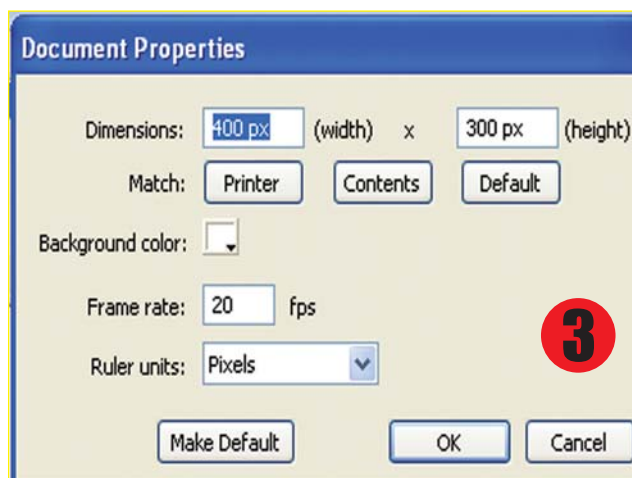 Document Properties
Dimensions: 400 px (width) x 300 px (height)
Match: Printer Contents Default
Background color:
Frame rate: 20 fps
Ruler units: Pixels
3
Make Default OK Cancel